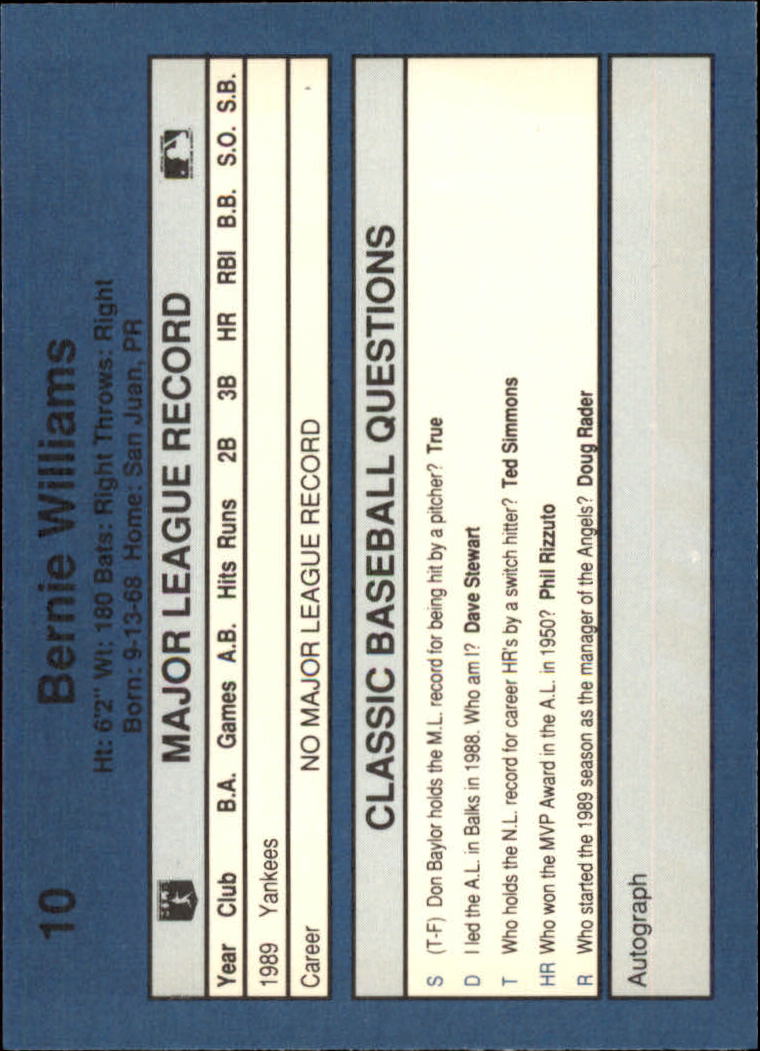 10 Bernie Williams
Ht: 6'2" Wt: 180 Bats: Right Throws: Right
Born: 9-13-68 Home: San Juan, PR
MAJOR LEAGUE RECORD
Year Club B.A. Games A.B. Hits Runs 2B 3B HR RBI B.B. S.O. S.B.
1989 Yankees
Career NO MAJOR LEAGUE RECORD
CLASSIC BASEBALL QUESTIONS
S (T-F) Don Baylor holds the M.L. record for being hit by a pitcher? True
D I led the A.L. in Balks in 1988. Who am I? Dave Stewart
T Who holds the N.L. record for career HR's by a switch hitter? Ted Simmons
HR Who won the MVP Award in the A.L. in 1950? Phil Rizzuto
R Who started the 1989 season as the manager of the Angels? Doug Rader
Autograph